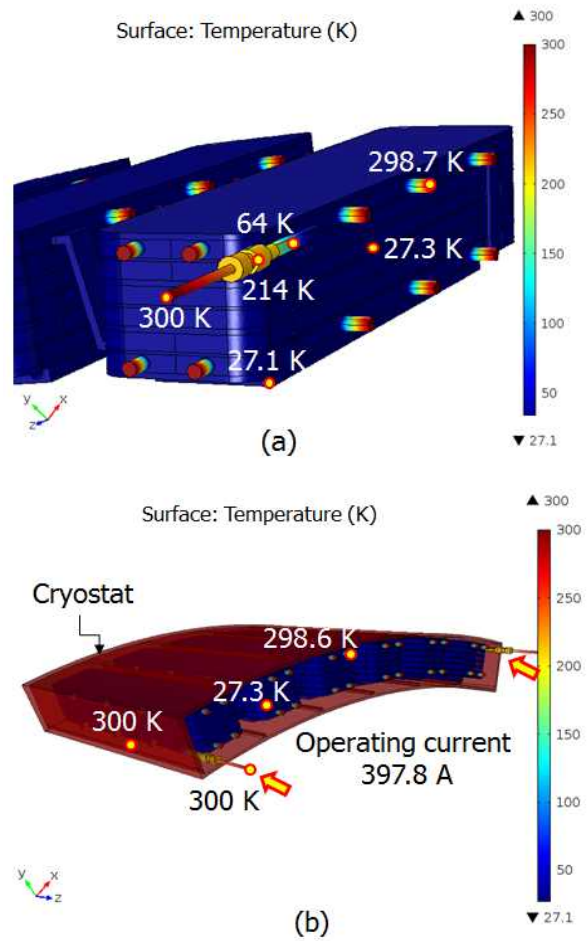 Surface: Temperature (K)
▲ 300
300
250
200
150
100
50
▼ 27.1
298.7 K
64 K
27.3 K
214 K
300 K
27.1 K
y
x
z
(a)
Surface: Temperature (K)
▲ 300
300
250
200
150
100
50
▼ 27.1
Cryostat
298.6 K
27.3 K
300 K
Operating current
397.8 A
300 K
y
x
z
(b)